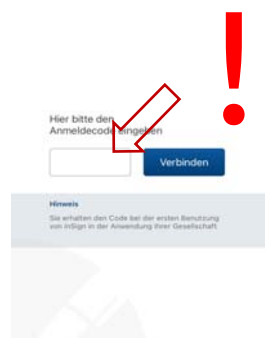 !
Hier bitte den
Anmeldecode eingeben
Verbinden
Hinweis
Sie erhalten den Code bei der ersten Benutzung
von inSign in der Anwendung Ihrer Gesellschaft